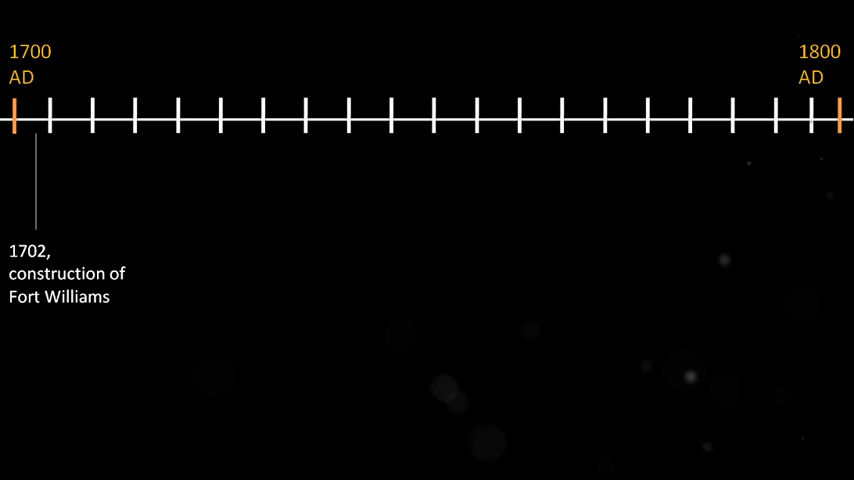 1700
AD
1800
AD
1702,
construction of
Fort Williams